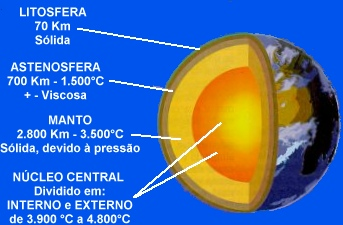 LITOSFERA
70 Km
Sólida
ASTENOSFERA
700 Km - 1.500°C
+ - Viscosa
MANTO
2.800 Km - 3.500°C
Sólida, devido à pressão
NÚCLEO CENTRAL
Dividido em:
INTERNO e EXTERNO
de 3.900 °C a 4.800°C